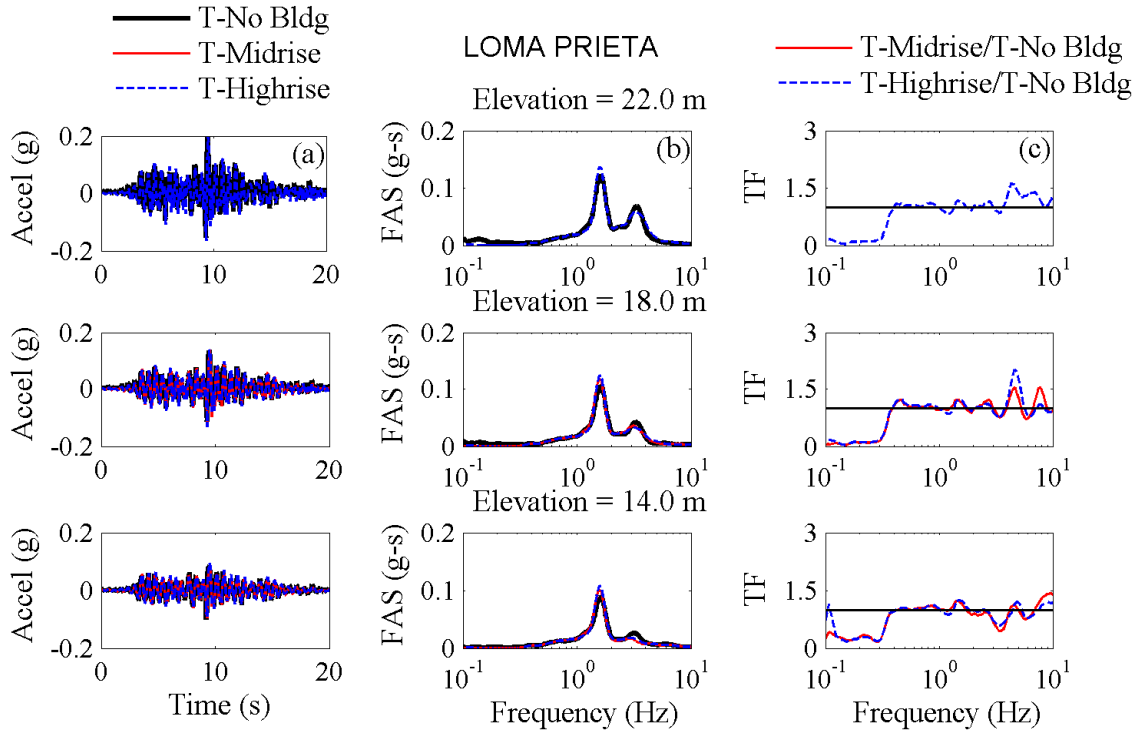 T-No Bldg
T-Midrise
T-Highrise
LOMA PRIETA
T-Midrise/T-No Bldg
T-Highrise/T-No Bldg
Elevation = 22.0 m
Accel (g)
0.2
0
-0.2
0
10
20
(a)
FAS (g-s)
0.2
0.1
0
10^-1
10^0
10^1
(b)
TF
3
1.5
0
10^-1
10^0
10^1
(c)
Elevation = 18.0 m
Accel (g)
0.2
0
-0.2
0
10
20
FAS (g-s)
0.2
0.1
0
10^-1
10^0
10^1
TF
3
1.5
0
10^-1
10^0
10^1
Elevation = 14.0 m
Accel (g)
0.2
0
-0.2
0
10
20
Time (s)
FAS (g-s)
0.2
0.1
0
10^-1
10^0
10^1
Frequency (Hz)
TF
3
1.5
0
10^-1
10^0
10^1
Frequency (Hz)